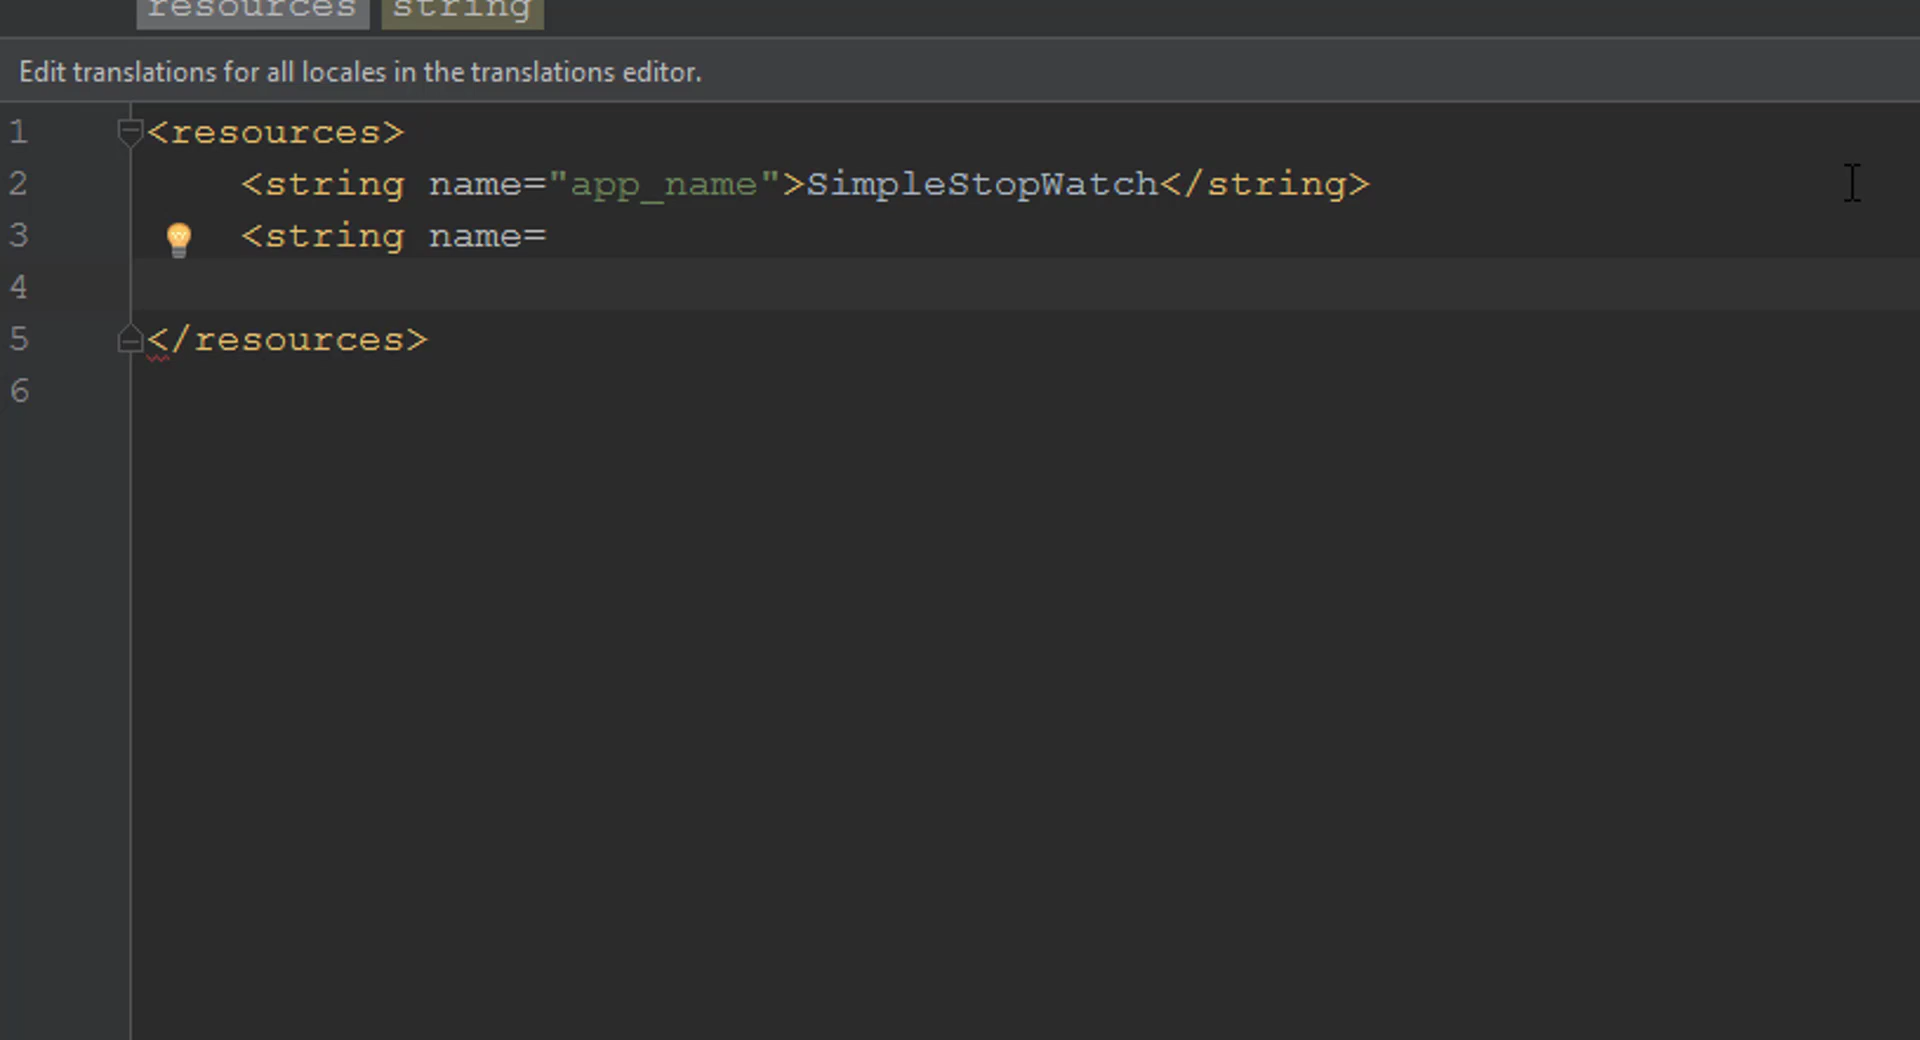 resources string
Edit translations for all locales in the translations editor.
1 <resources>
2 <string name="app_name">SimpleStopWatch</string>
3 <string name=
4
5 </resources>
6